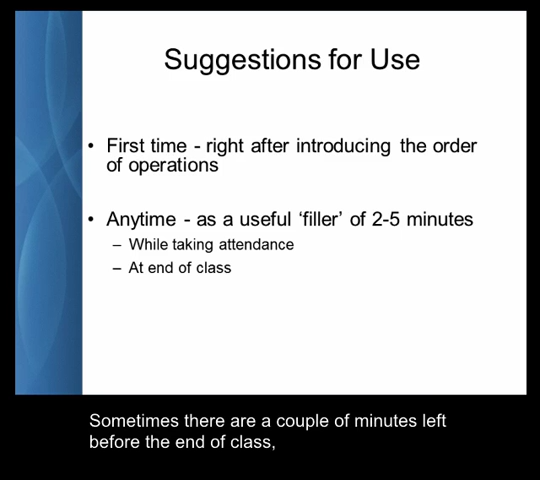 Suggestions for Use
• First time - right after introducing the order
of operations
• Anytime - as a useful ‘filler’ of 2-5 minutes
– While taking attendance
– At end of class
Sometimes there are a couple of minutes left
before the end of class,